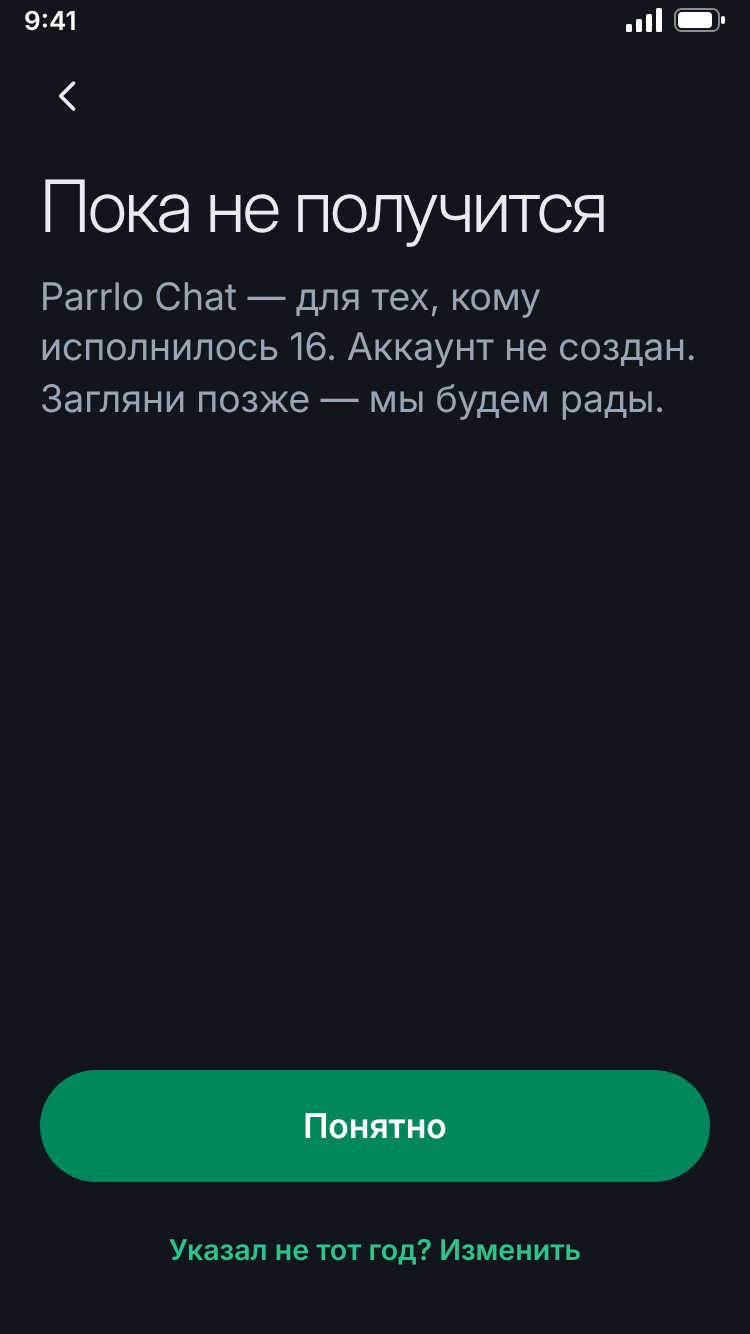 9:41
Пока не получится
Parrlo Chat — для тех, кому
исполнилось 16. Аккаунт не создан.
Загляни позже — мы будем рады.
Понятно
Указал не тот год? Изменить